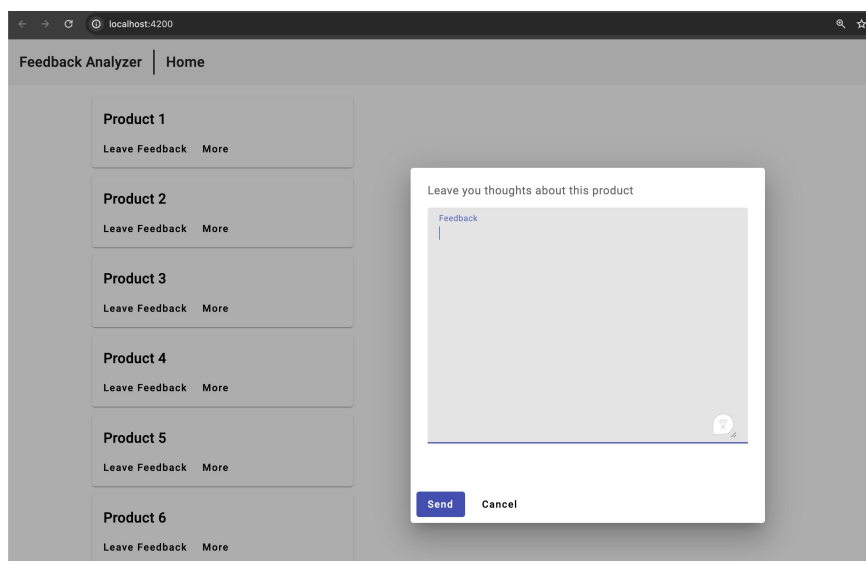 localhost:4200
Feedback Analyzer Home
Product 1
Leave Feedback More
Product 2
Leave Feedback More
Product 3
Leave Feedback More
Product 4
Leave Feedback More
Product 5
Leave Feedback More
Product 6
Leave Feedback More
Leave you thoughts about this product
Feedback
Send Cancel